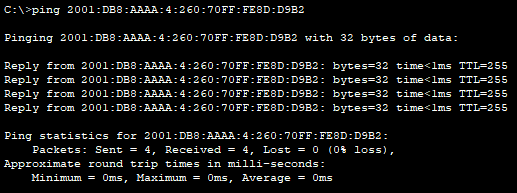 C:\>ping 2001:DB8:AAAA:4:260:70FF:FE8D:D9B2
Pinging 2001:DB8:AAAA:4:260:70FF:FE8D:D9B2 with 32 bytes of data:
Reply from 2001:DB8:AAAA:4:260:70FF:FE8D:D9B2: bytes=32 time<1ms TTL=255
Reply from 2001:DB8:AAAA:4:260:70FF:FE8D:D9B2: bytes=32 time<1ms TTL=255
Reply from 2001:DB8:AAAA:4:260:70FF:FE8D:D9B2: bytes=32 time<1ms TTL=255
Reply from 2001:DB8:AAAA:4:260:70FF:FE8D:D9B2: bytes=32 time<1ms TTL=255
Ping statistics for 2001:DB8:AAAA:4:260:70FF:FE8D:D9B2:
Packets: Sent = 4, Received = 4, Lost = 0 (0% loss),
Approximate round trip times in milli-seconds:
Minimum = 0ms, Maximum = 0ms, Average = 0ms